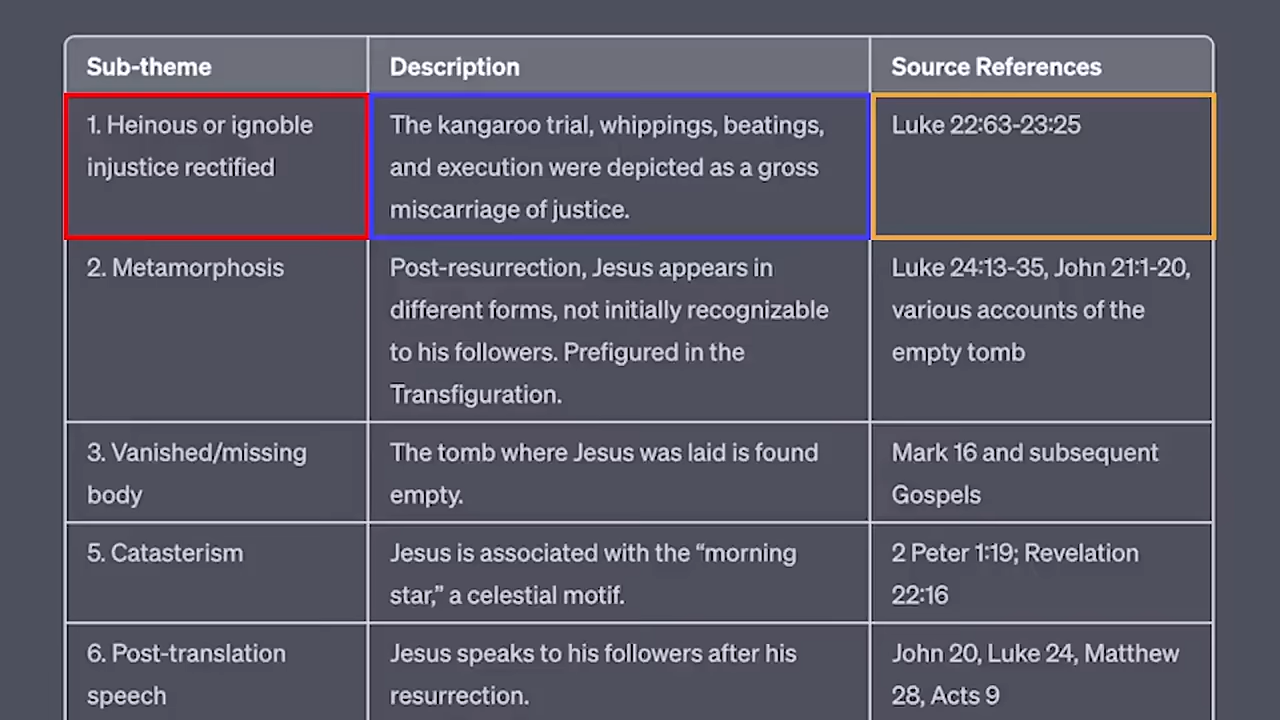 Sub-theme Description Source References
1. Heinous or ignoble The kangaroo trial, whippings, beatings, Luke 22:63-23:25
injustice rectified and execution were depicted as a gross
miscarriage of justice.
2. Metamorphosis Post-resurrection, Jesus appears in Luke 24:13-35, John 21:1-20,
different forms, not initially recognizable various accounts of the
to his followers. Prefigured in the empty tomb
Transfiguration.
3. Vanished/missing The tomb where Jesus was laid is found Mark 16 and subsequent
body empty. Gospels
5. Catasterism Jesus is associated with the “morning 2 Peter 1:19; Revelation
star,” a celestial motif. 22:16
6. Post-translation Jesus speaks to his followers after his John 20, Luke 24, Matthew
speech resurrection. 28, Acts 9